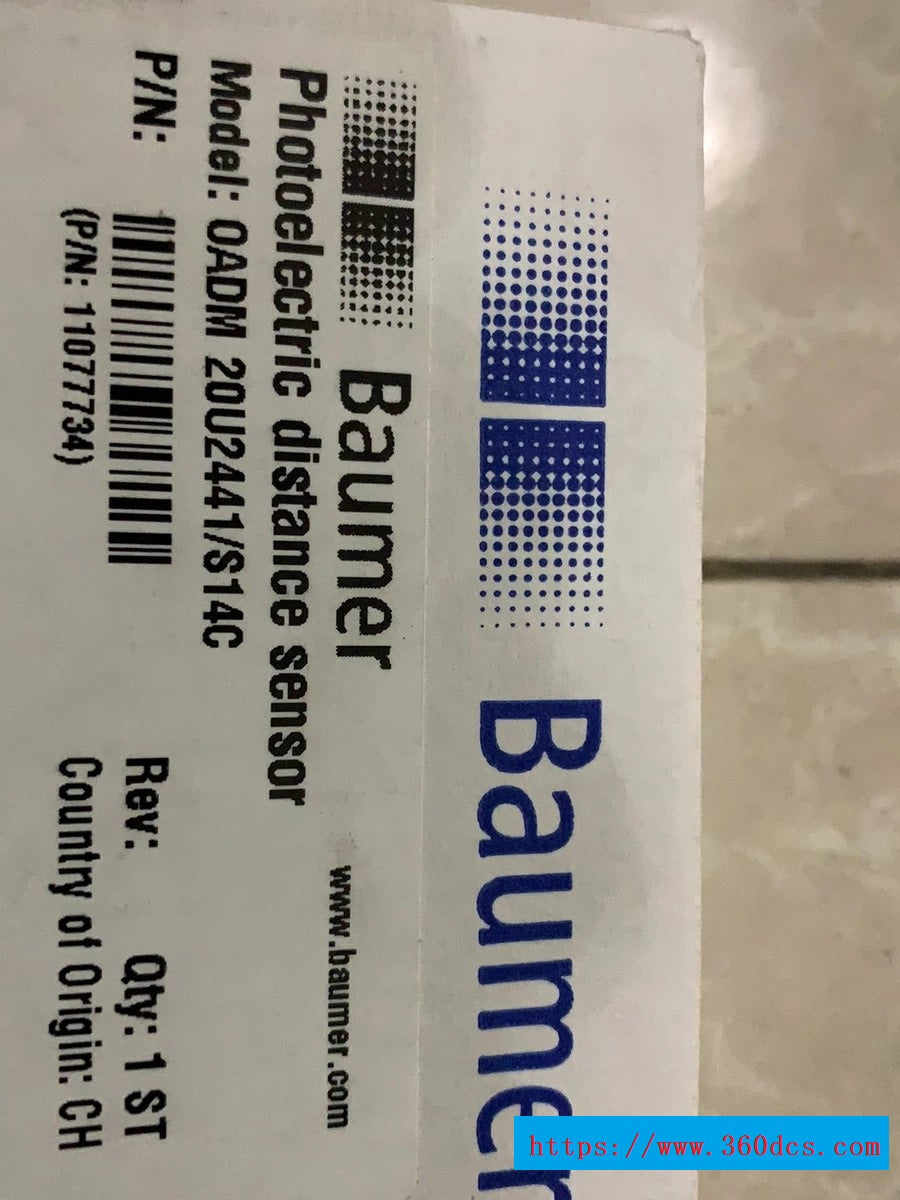 Baumer
Baumer
www.baumer.com
Photoelectric distance sensor
Model: OADM 20U2441/S14C
P/N:
Rev: Qty: 1 ST
(P/N: 11077734)
Country of Origin: CH
https://www.360dcs.com